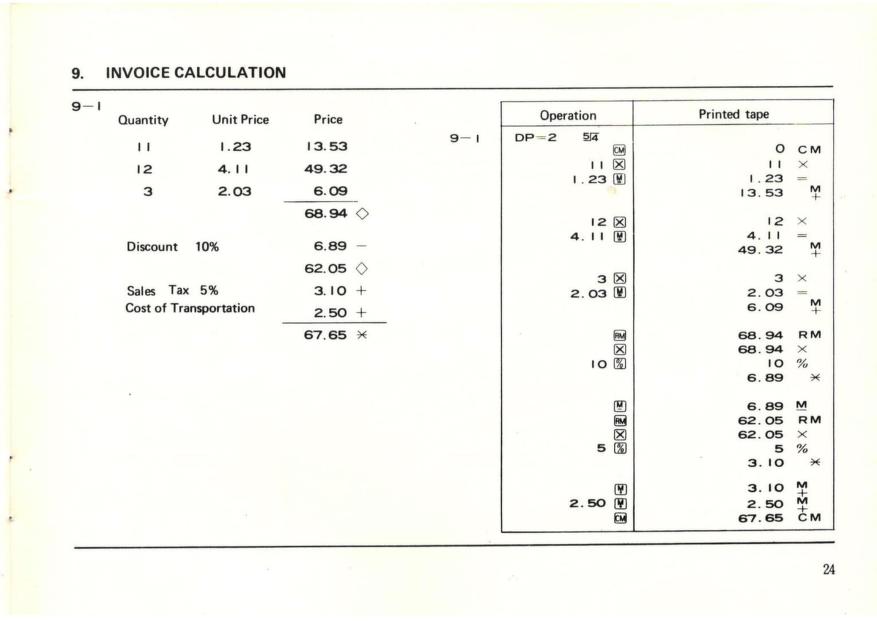 9. INVOICE CALCULATION
9-1
Quantity Unit Price Price
11 1.23 13.53
12 4.11 49.32
3 2.03 6.09
68.94 ◇
Discount 10% 6.89 −
62.05 ◇
Sales Tax 5% 3.10 +
Cost of Transportation 2.50 +
67.65 ✳
9-1
Operation Printed tape
DP=2 5/4
CM 0 CM
11 × 11 ×
1.23 M+= 1.23 =
13.53 M+
12 × 12 ×
4.11 M+= 4.11 =
49.32 M+
3 × 3 ×
2.03 M+= 2.03 =
6.09 M+
RM 68.94 RM
× 68.94 ×
10 % 10 %
6.89 ✳
M− 6.89 M−
RM 62.05 RM
× 62.05 ×
5 % 5 %
3.10 ✳
M+ 3.10 M+
2.50 M+ 2.50 M+
CM 67.65 CM
24